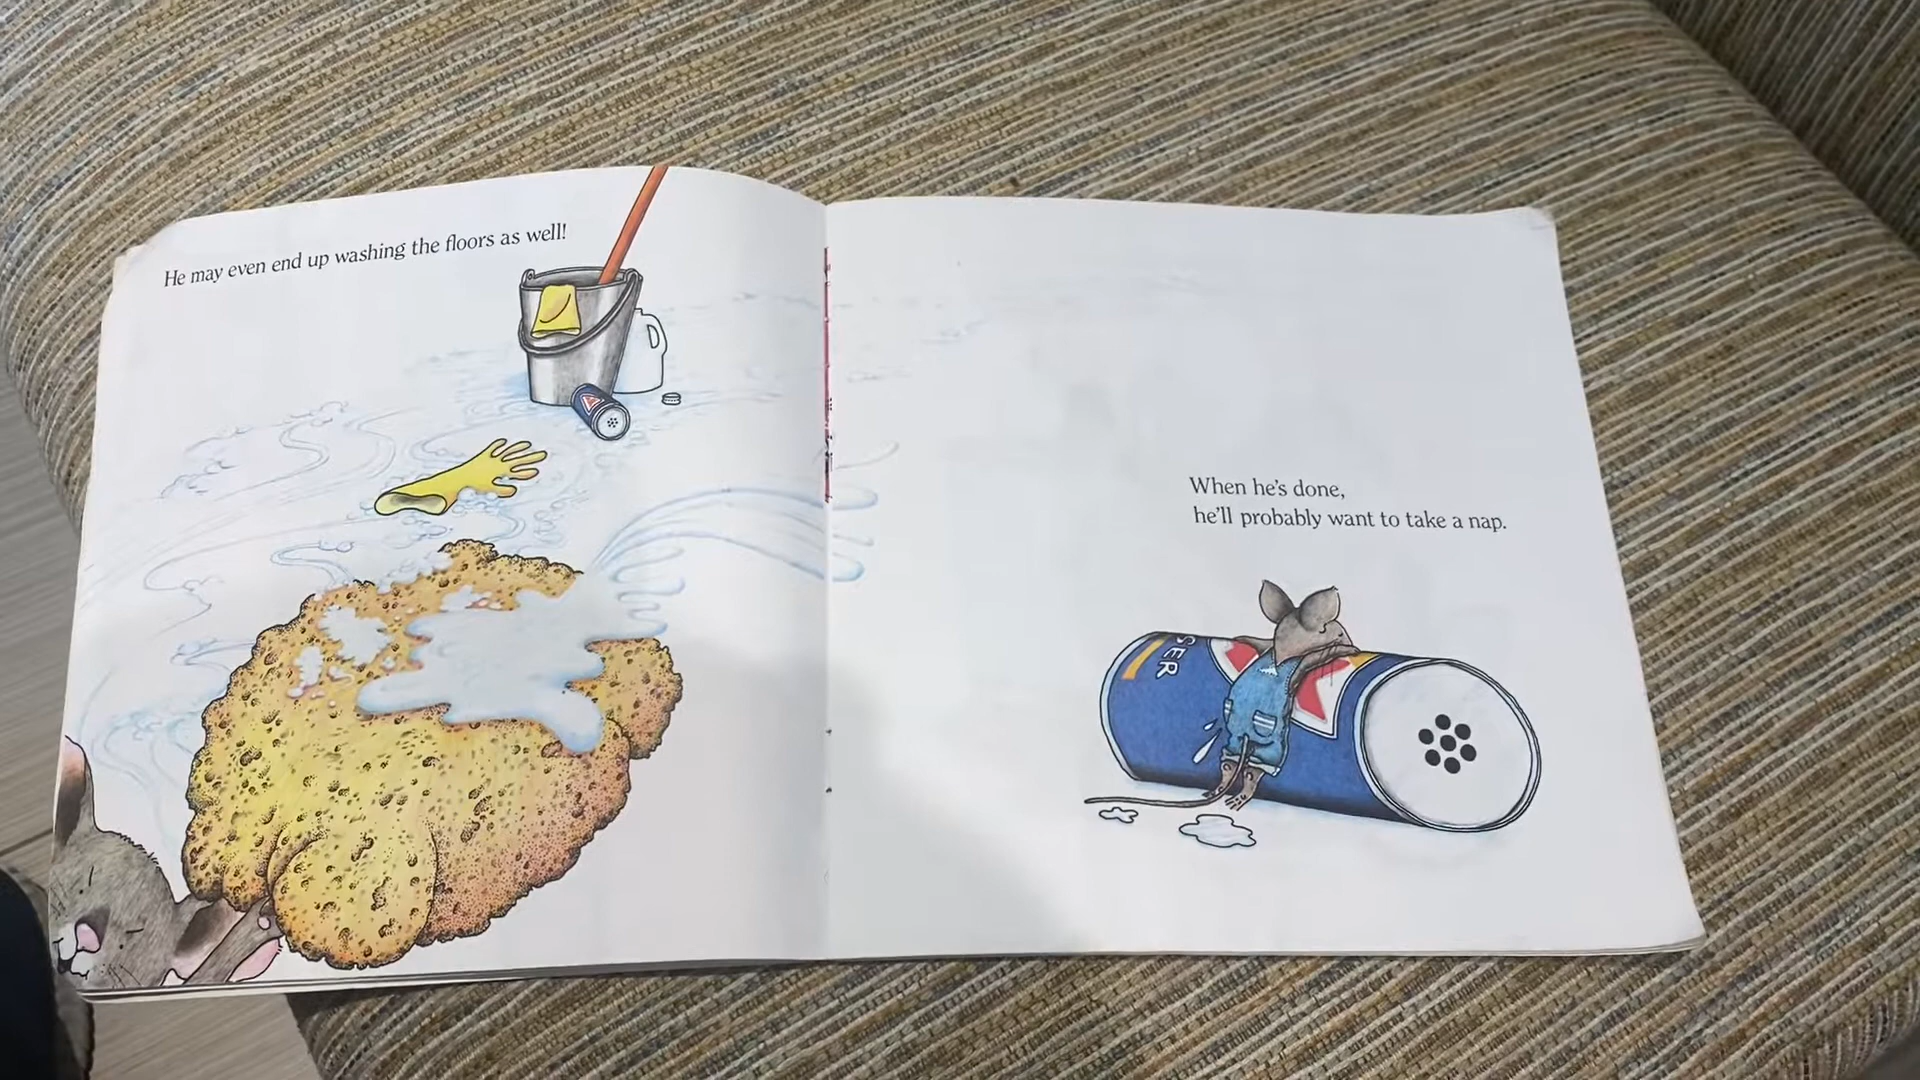 He may even end up washing the floors as well!
When he's done,
he'll probably want to take a nap.
SER